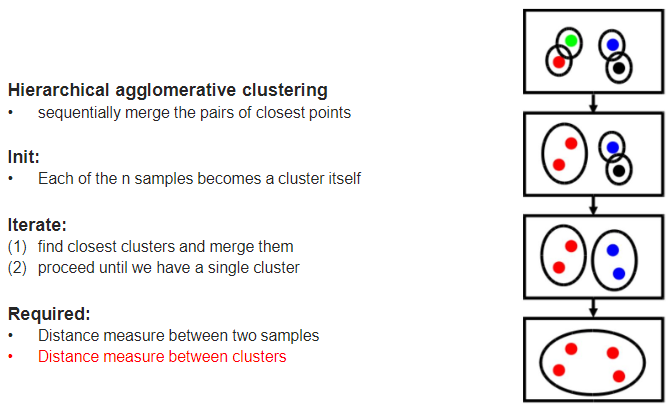 Hierarchical agglomerative clustering
• sequentially merge the pairs of closest points
Init:
• Each of the n samples becomes a cluster itself
Iterate:
(1) find closest clusters and merge them
(2) proceed until we have a single cluster
Required:
• Distance measure between two samples
• Distance measure between clusters